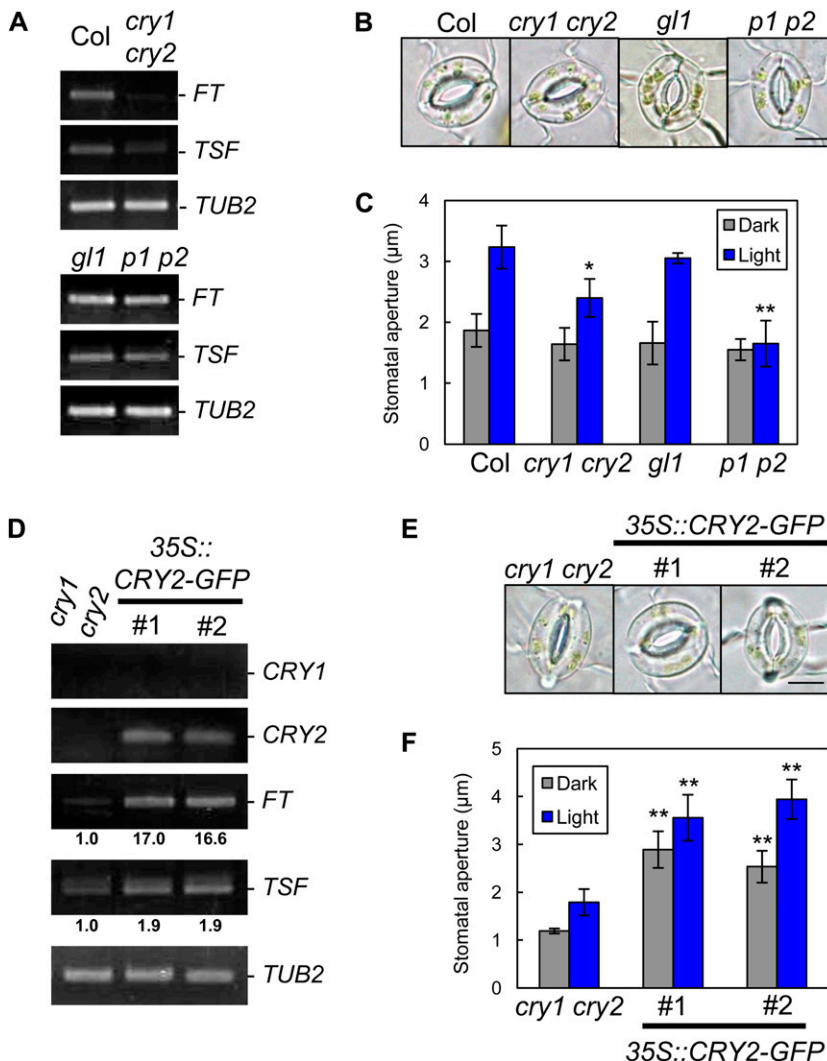 A
Col
cry1
cry2
- FT
- TSF
- TUB2
gl1 p1 p2
- FT
- TSF
- TUB2
B
Col cry1 cry2 gl1 p1 p2
C
Stomatal aperture (µm)
4
3
2
1
0
Dark
Light
*
**
Col cry1 cry2 gl1 p1 p2
D
cry1
cry2
35S::
CRY2-GFP
#1 #2
- CRY1
- CRY2
- FT
1.0 17.0 16.6
- TSF
1.0 1.9 1.9
- TUB2
E
35S::CRY2-GFP
cry1 cry2 #1 #2
F
Stomatal aperture (µm)
5
4
3
2
1
0
Dark
Light
** **
** **
cry1 cry2 #1 #2
35S::CRY2-GFP